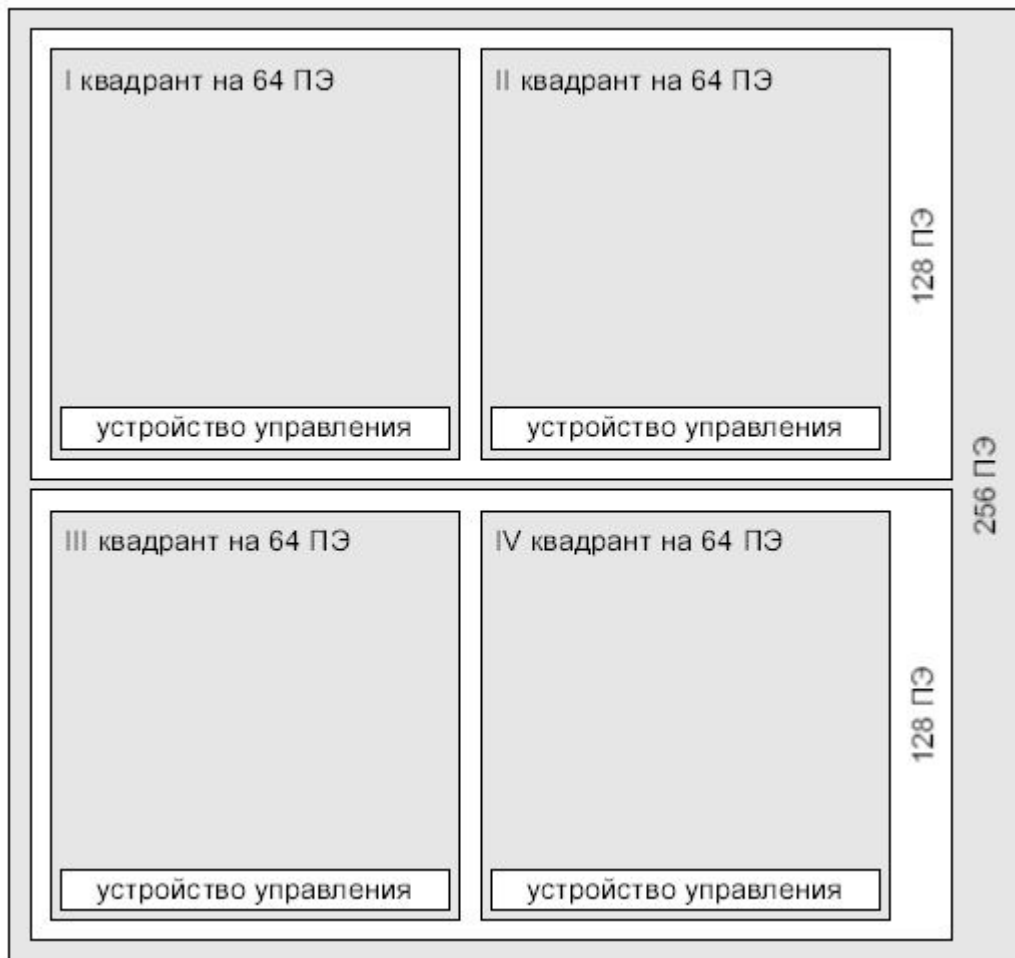 I квадрант на 64 ПЭ
II квадрант на 64 ПЭ
128 ПЭ
устройство управления
устройство управления
256 ПЭ
III квадрант на 64 ПЭ
IV квадрант на 64 ПЭ
128 ПЭ
устройство управления
устройство управления